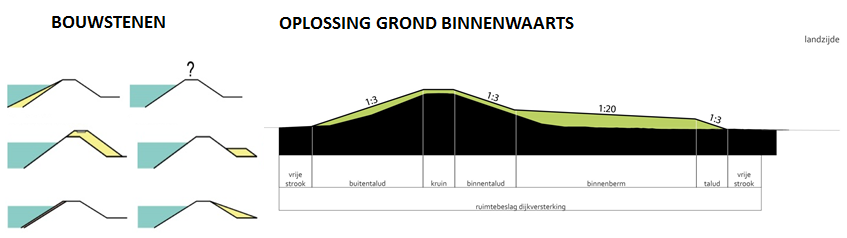 BOUWSTENEN
OPLOSSING GROND BINNENWAARTS
landzijde
?
1:3
1:3
1:20
1:3
vrije
strook
buitentalud
kruin
binnentalud
binnenberm
talud
vrije
strook
ruimtebeslag dijkversterking